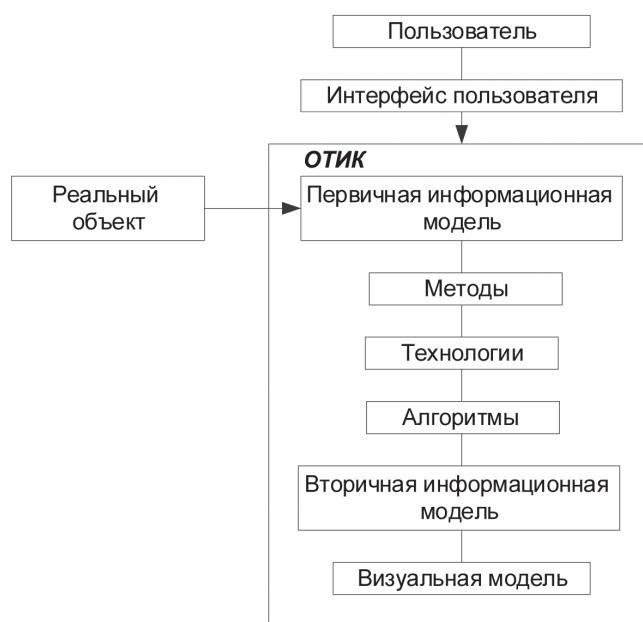 Пользователь
Интерфейс пользователя
ОТИК
Реальный
объект
Первичная информационная
модель
Методы
Технологии
Алгоритмы
Вторичная информационная
модель
Визуальная модель